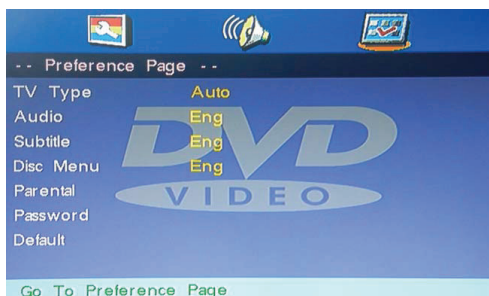 -- Preference Page --
TV Type Auto
Audio Eng
Subtitle Eng
Disc Menu Eng
Parental
Password
Default
DVD
VIDEO
Go To Preference Page